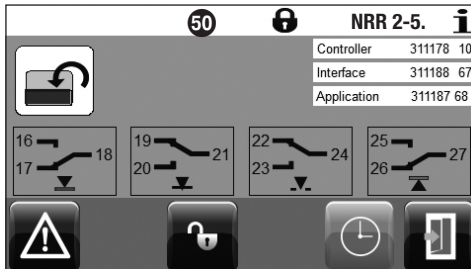 50 NRR 2-5. i
Controller 311178 10
Interface 311188 67
Application 311187 68
16 17 18
19 20 21
22 23 24
25 26 27